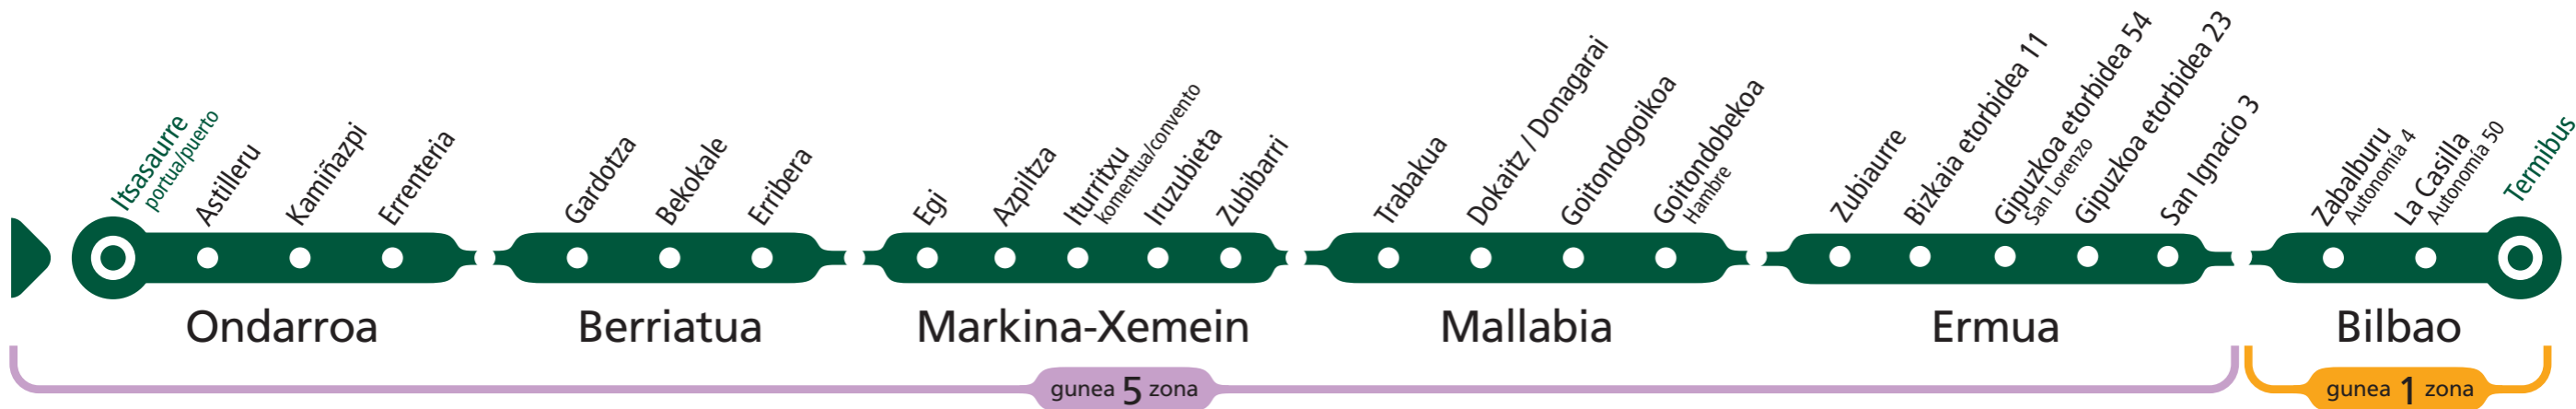 Itsasaurre
portua/puerto
Astilleru
Kamiñazpi
Errenteria
Gardotza
Bekokale
Erribera
Egi
Azpiltza
Iturritxu
komentua/convento
Iruzubieta
Zubibarri
Trabakua
Dokaitz / Donagarai
Goitondogoikoa
Goitondobekoa
Hambre
Zubiaurre
Bizkaia etorbidea 11
Gipuzkoa etorbidea 54
San Lorenzo
Gipuzkoa etorbidea 23
San Ignacio 3
Zabalburu
Autonomía 4
La Casilla
Autonomía 50
Termibus
Ondarroa
Berriatua
Markina-Xemein
Mallabia
Ermua
Bilbao
gunea 5 zona
gunea 1 zona